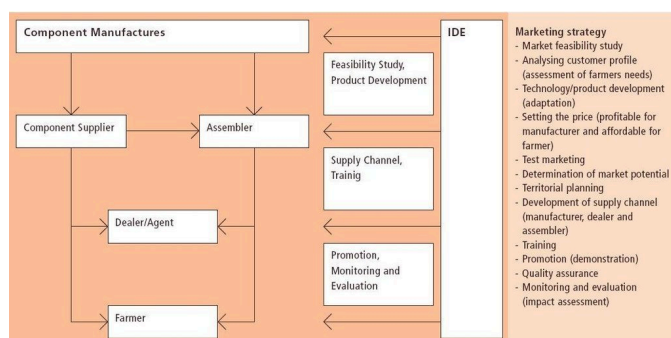 Component Manufactures
IDE
Feasibility Study,
Product Development
Component Supplier
Assembler
Supply Channel,
Trainig
Dealer/Agent
Promotion,
Monitoring and
Evaluation
Farmer
Marketing strategy
- Market feasibility study
- Analysing customer profile
(assessment of farmers needs)
- Technology/product development
(adaptation)
- Setting the price (profitable for
manufacturer and affordable for
farmer)
- Test marketing
- Determination of market potential
- Territorial planning
- Development of supply channel
(manufacturer, dealer and
assembler)
- Training
- Promotion (demonstration)
- Quality assurance
- Monitoring and evaluation
(impact assessment)